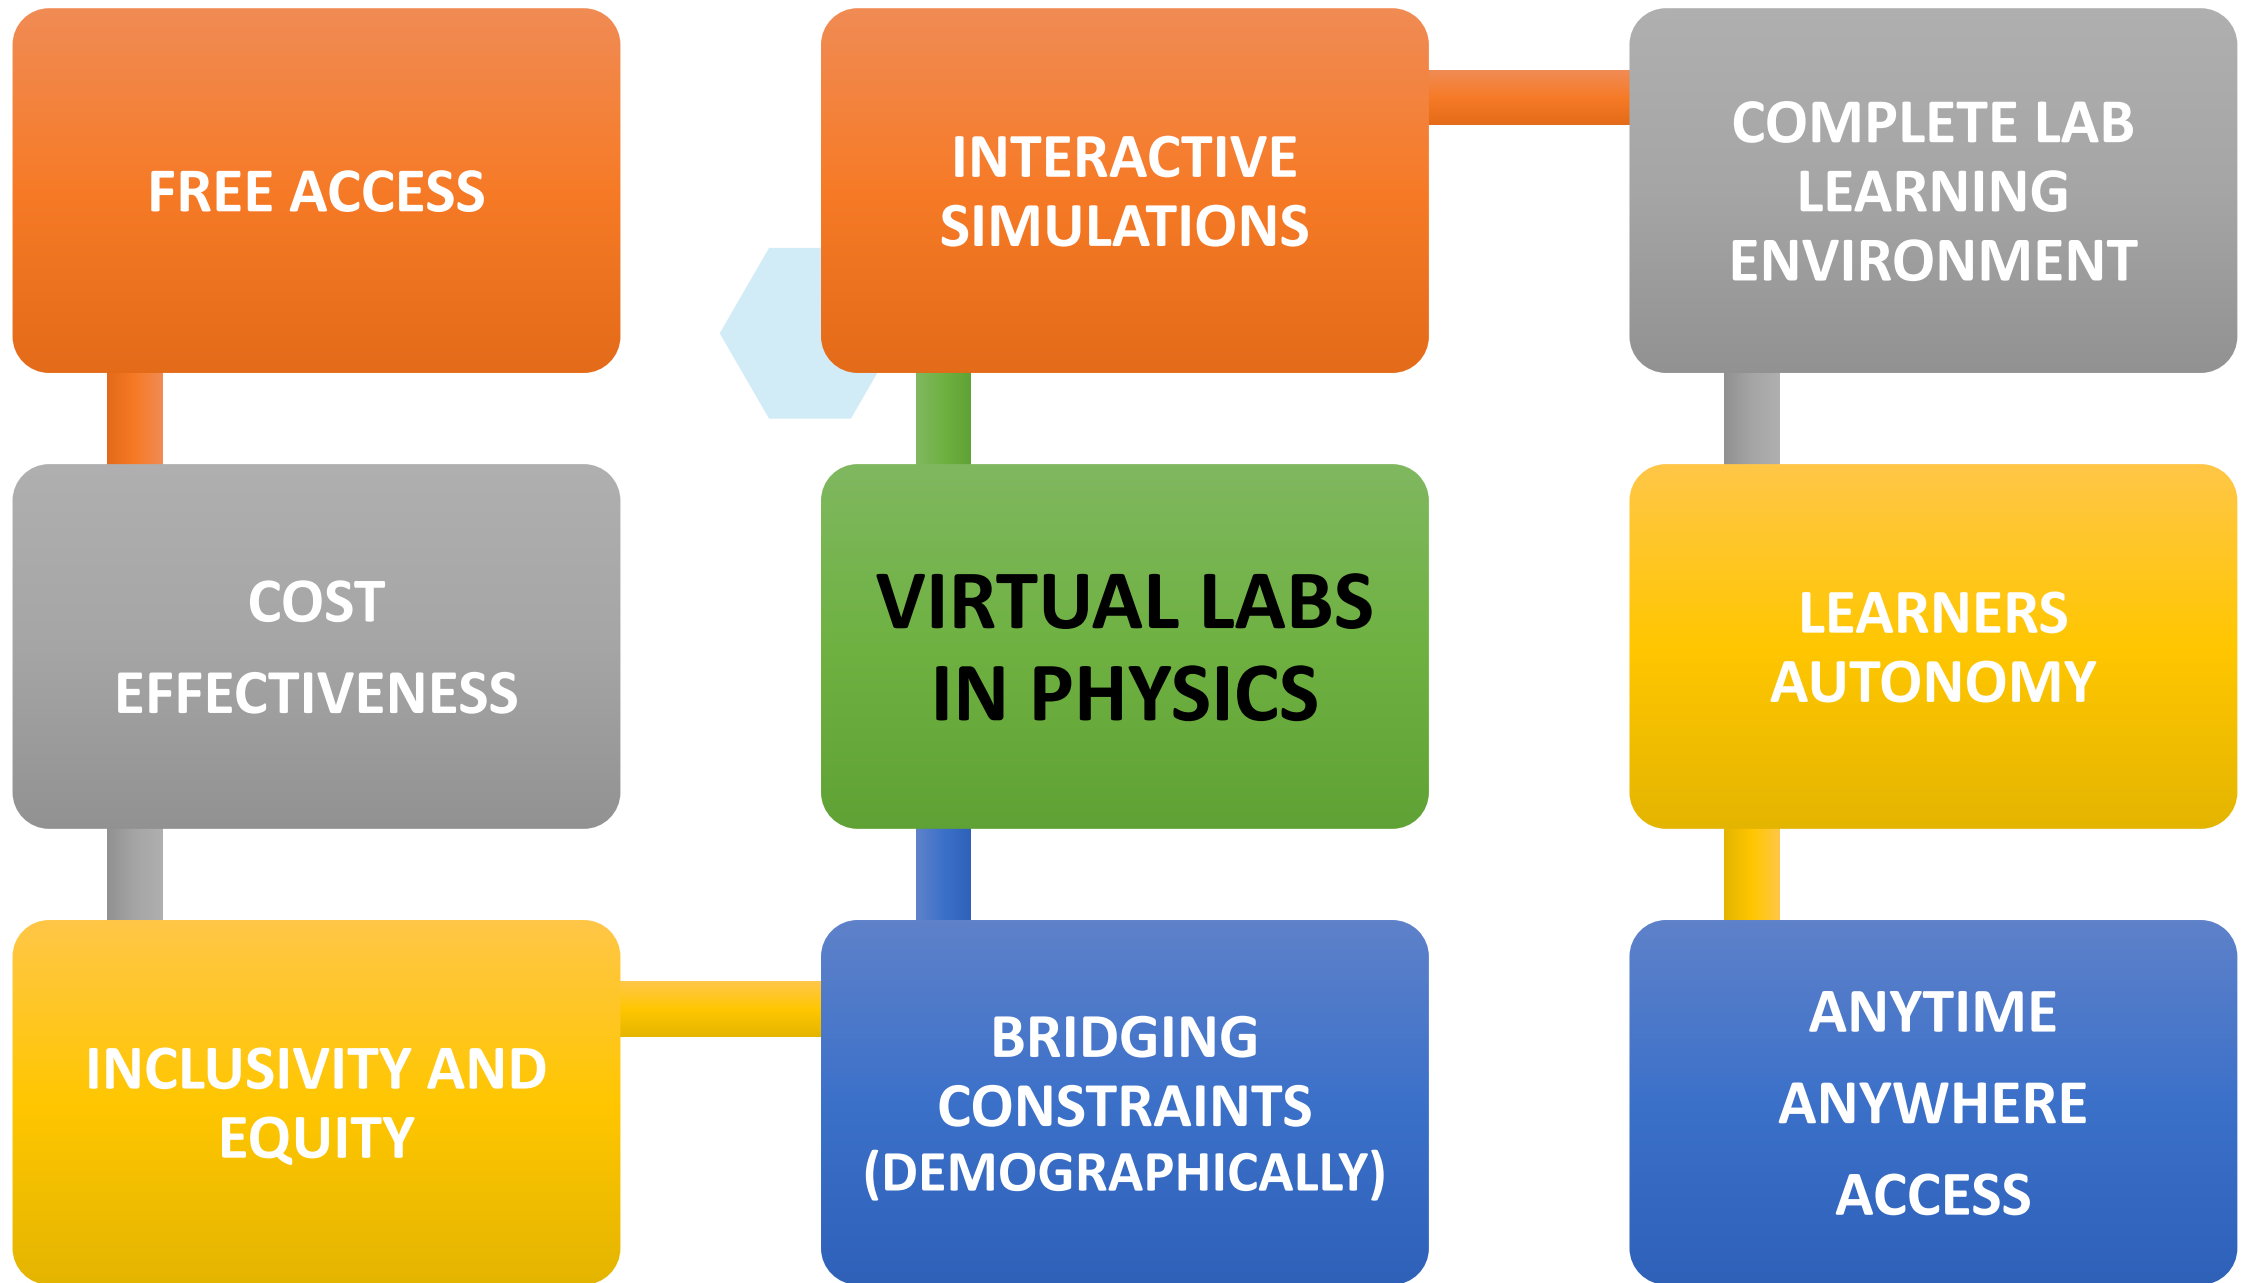 FREE ACCESS
COST
EFFECTIVENESS
INCLUSIVITY AND
EQUITY
BRIDGING
CONSTRAINTS
(DEMOGRAPHICALLY)
VIRTUAL LABS
IN PHYSICS
INTERACTIVE
SIMULATIONS
COMPLETE LAB
LEARNING
ENVIRONMENT
LEARNERS
AUTONOMY
ANYTIME
ANYWHERE
ACCESS